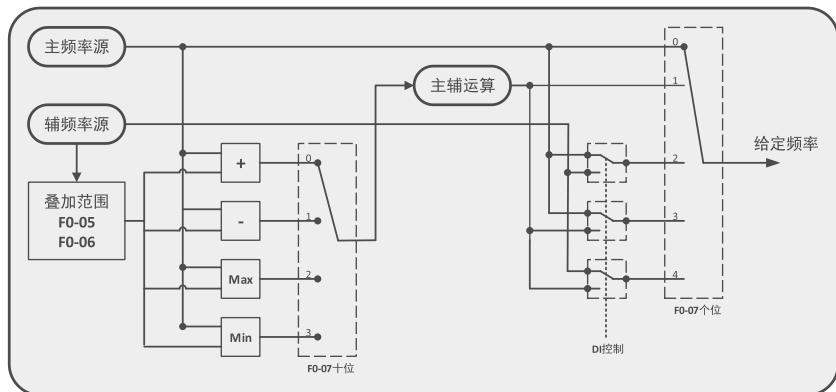 主频率源
0
主辅运算
1
辅频率源
给定频率
+
0
2
叠加范围
F0-05
F0-06
-
1
3
Max
2
4
F0-07个位
Min
3
DI控制
F0-07十位